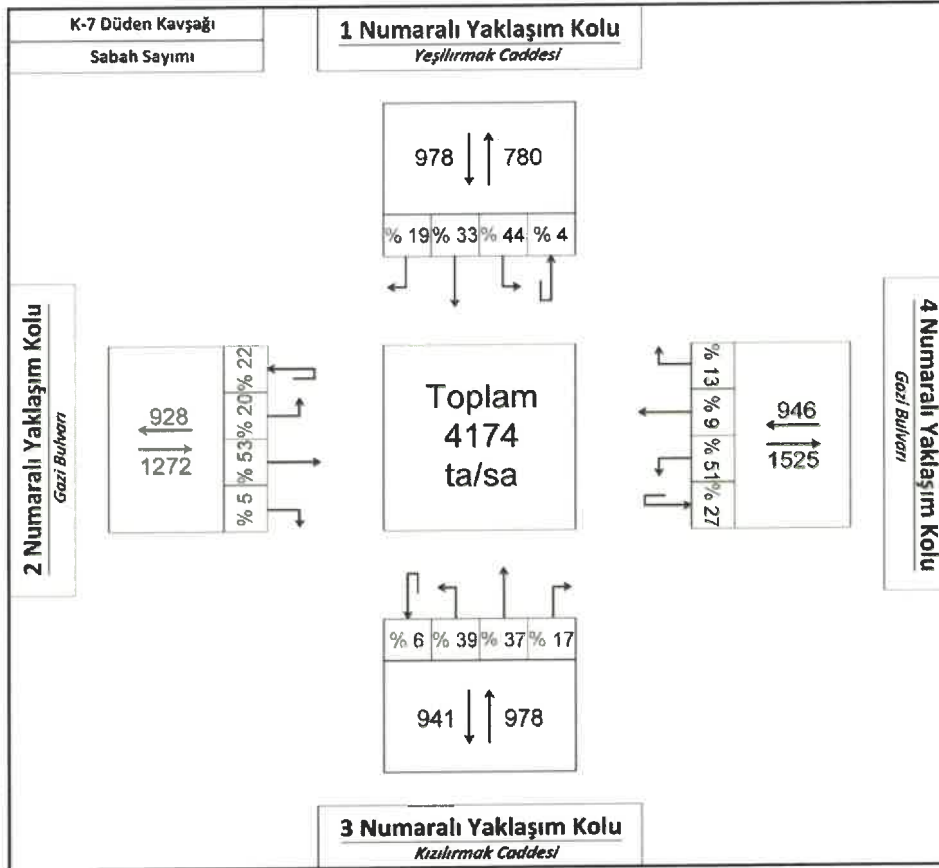 K-7 Düden Kavşağı
Sabah Sayımı
1 Numaralı Yaklaşım Kolu
Yeşilırmak Caddesi
978 780
% 19 % 33 % 44 % 4
2 Numaralı Yaklaşım Kolu
Gazi Bulvarı
928
1272
% 22
% 20
% 53
% 5
Toplam
4174
ta/sa
% 13
% 9
% 51
% 27
946
1525
4 Numaralı Yaklaşım Kolu
Gazi Bulvarı
% 6 % 39 % 37 % 17
941 978
3 Numaralı Yaklaşım Kolu
Kızılırmak Caddesi